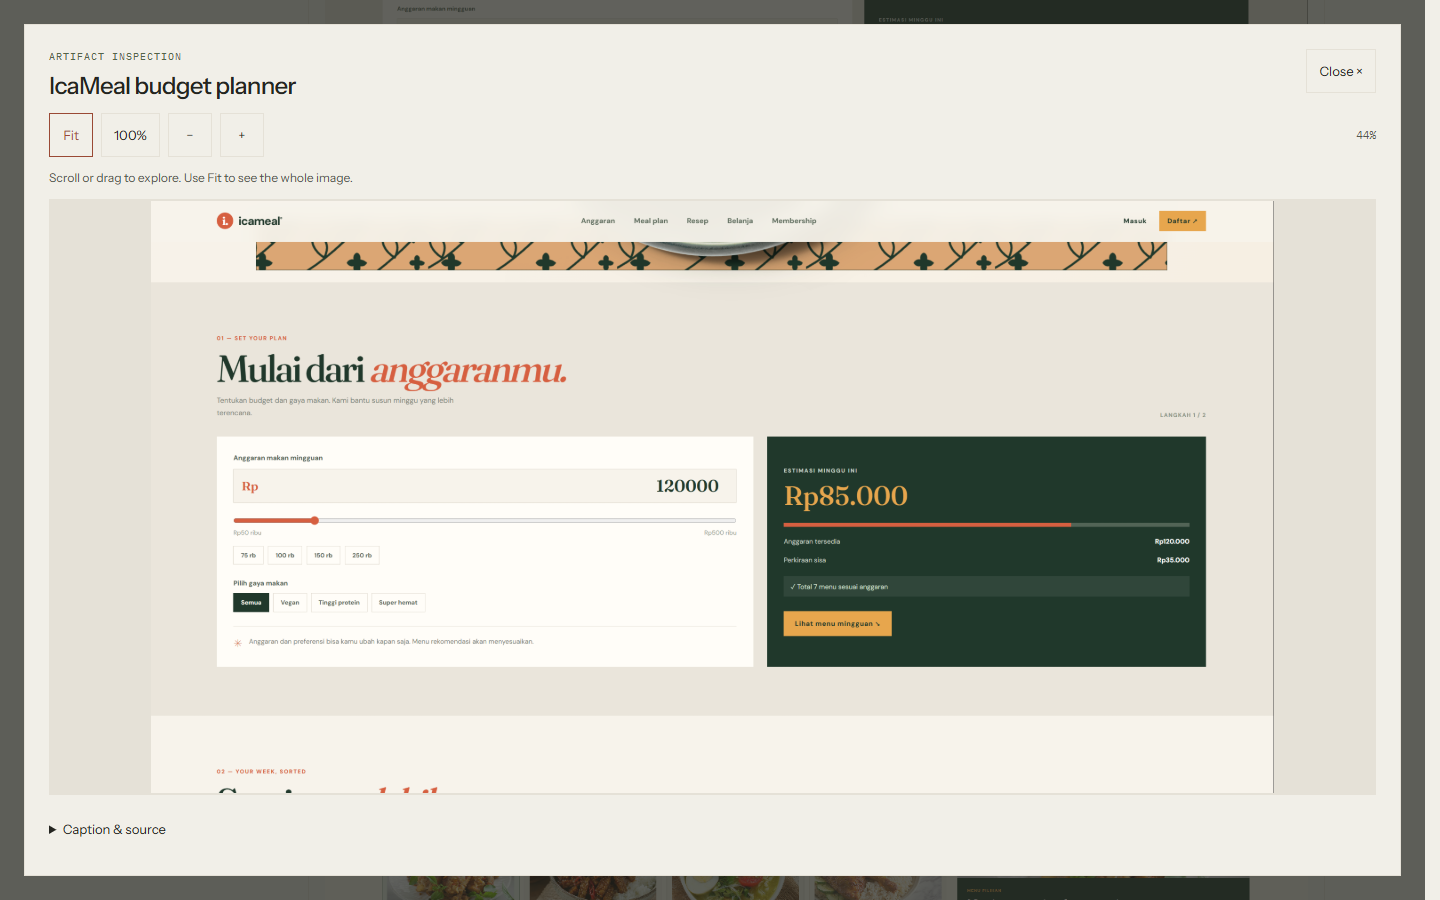 Anggaran makan mingguan
ESTIMASI MINGGU INI
ARTIFACT INSPECTION
IcaMeal budget planner
Close ×
Fit
100%
−
+
44%
Scroll or drag to explore. Use Fit to see the whole image.
i.
icameal
Anggaran
Meal plan
Resep
Belanja
Membership
Masuk
Daftar ↗
01 — SET YOUR PLAN
Mulai dari anggaranmu.
Tentukan budget dan gaya makan. Kami bantu susun minggu yang lebih
terencana.
LANGKAH 1 / 3
Anggaran makan mingguan
Rp
120000
Rp50 ribu
Rp500 ribu
75 rb
100 rb
150 rb
250 rb
Pilih gaya makan
Semua
Vegan
Tinggi protein
Super hemat
Anggaran dan preferensi bisa kamu ubah kapan saja. Menu rekomendasi akan menyesuaikan.
ESTIMASI MINGGU INI
Rp85.000
Anggaran tersedia
Rp120.000
Perkiraan sisa
Rp35.000
✓ Total 7 menu sesuai anggaran
Lihat menu mingguan ↘
02 — YOUR WEEK, SORTED
▶ Caption & source